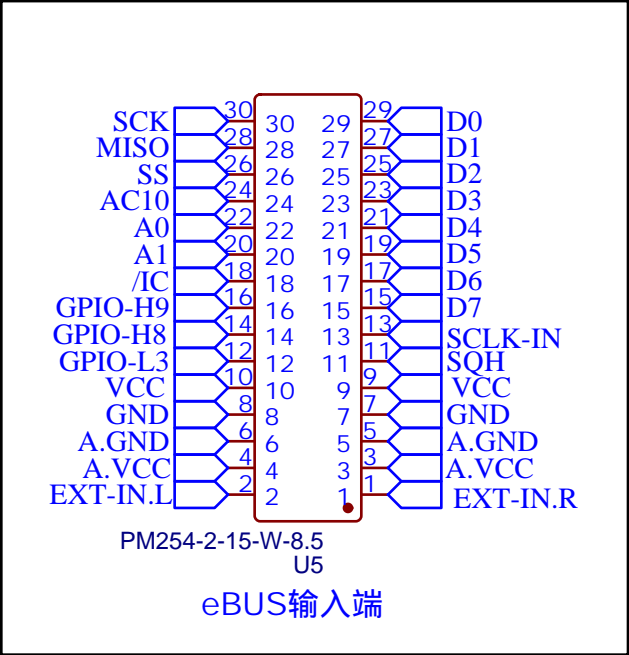 SCK 30 30 29 29 D0
MISO 28 28 27 27 D1
SS 26 26 25 25 D2
AC10 24 24 23 23 D3
A0 22 22 21 21 D4
A1 20 20 19 19 D5
/IC 18 18 17 17 D6
GPIO-H9 16 16 15 15 D7
GPIO-H8 14 14 13 13 SCLK-IN
GPIO-L3 12 12 11 11 SQH
VCC 10 10 9 9 VCC
GND 8 8 7 7 GND
A.GND 6 6 5 5 A.GND
A.VCC 4 4 3 3 A.VCC
EXT-IN.L 2 2 1 1 EXT-IN.R
PM254-2-15-W-8.5
U5
eBUS输入端